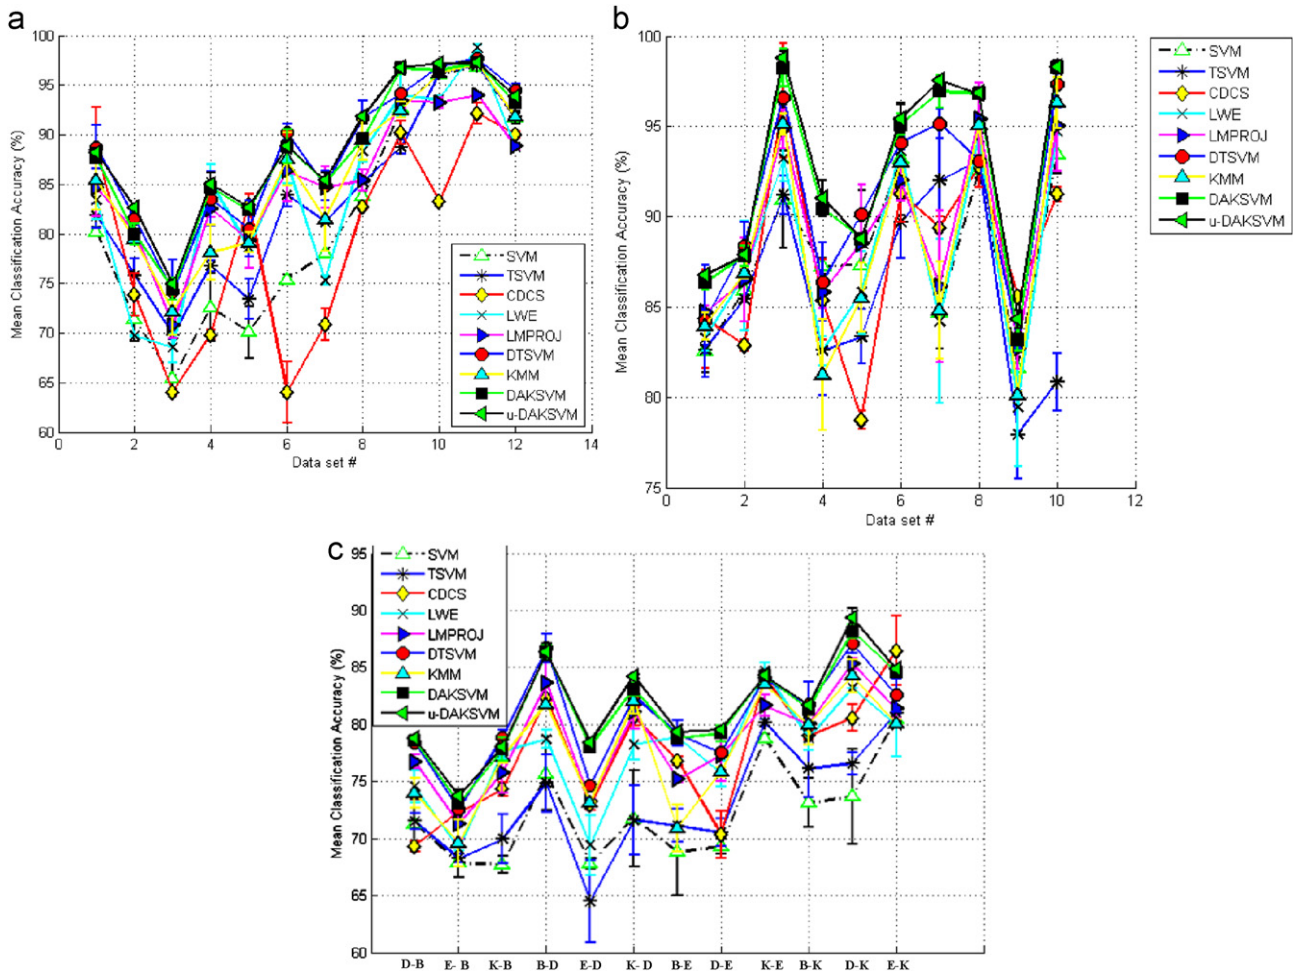 a
100
95
90
85
80
75
70
65
60
Mean Classification Accuracy (%)
0 2 4 6 8 10 12 14
Data set #
SVM
TSVM
CDCS
LWE
LMPROJ
DTSVM
KMM
DAKSVM
u-DAKSVM
b
100
95
90
85
80
75
Mean Classification Accuracy (%)
0 2 4 6 8 10 12
Data set #
SVM
TSVM
CDCS
LWE
LMPROJ
DTSVM
KMM
DAKSVM
u-DAKSVM
c
95
90
85
80
75
70
65
60
Mean Classification Accuracy (%)
SVM
TSVM
CDCS
LWE
LMPROJ
DTSVM
KMM
DAKSVM
u-DAKSVM
D-B E- B K-B B-D E-D K- D B-E D-E K-E B-K D-K E-K